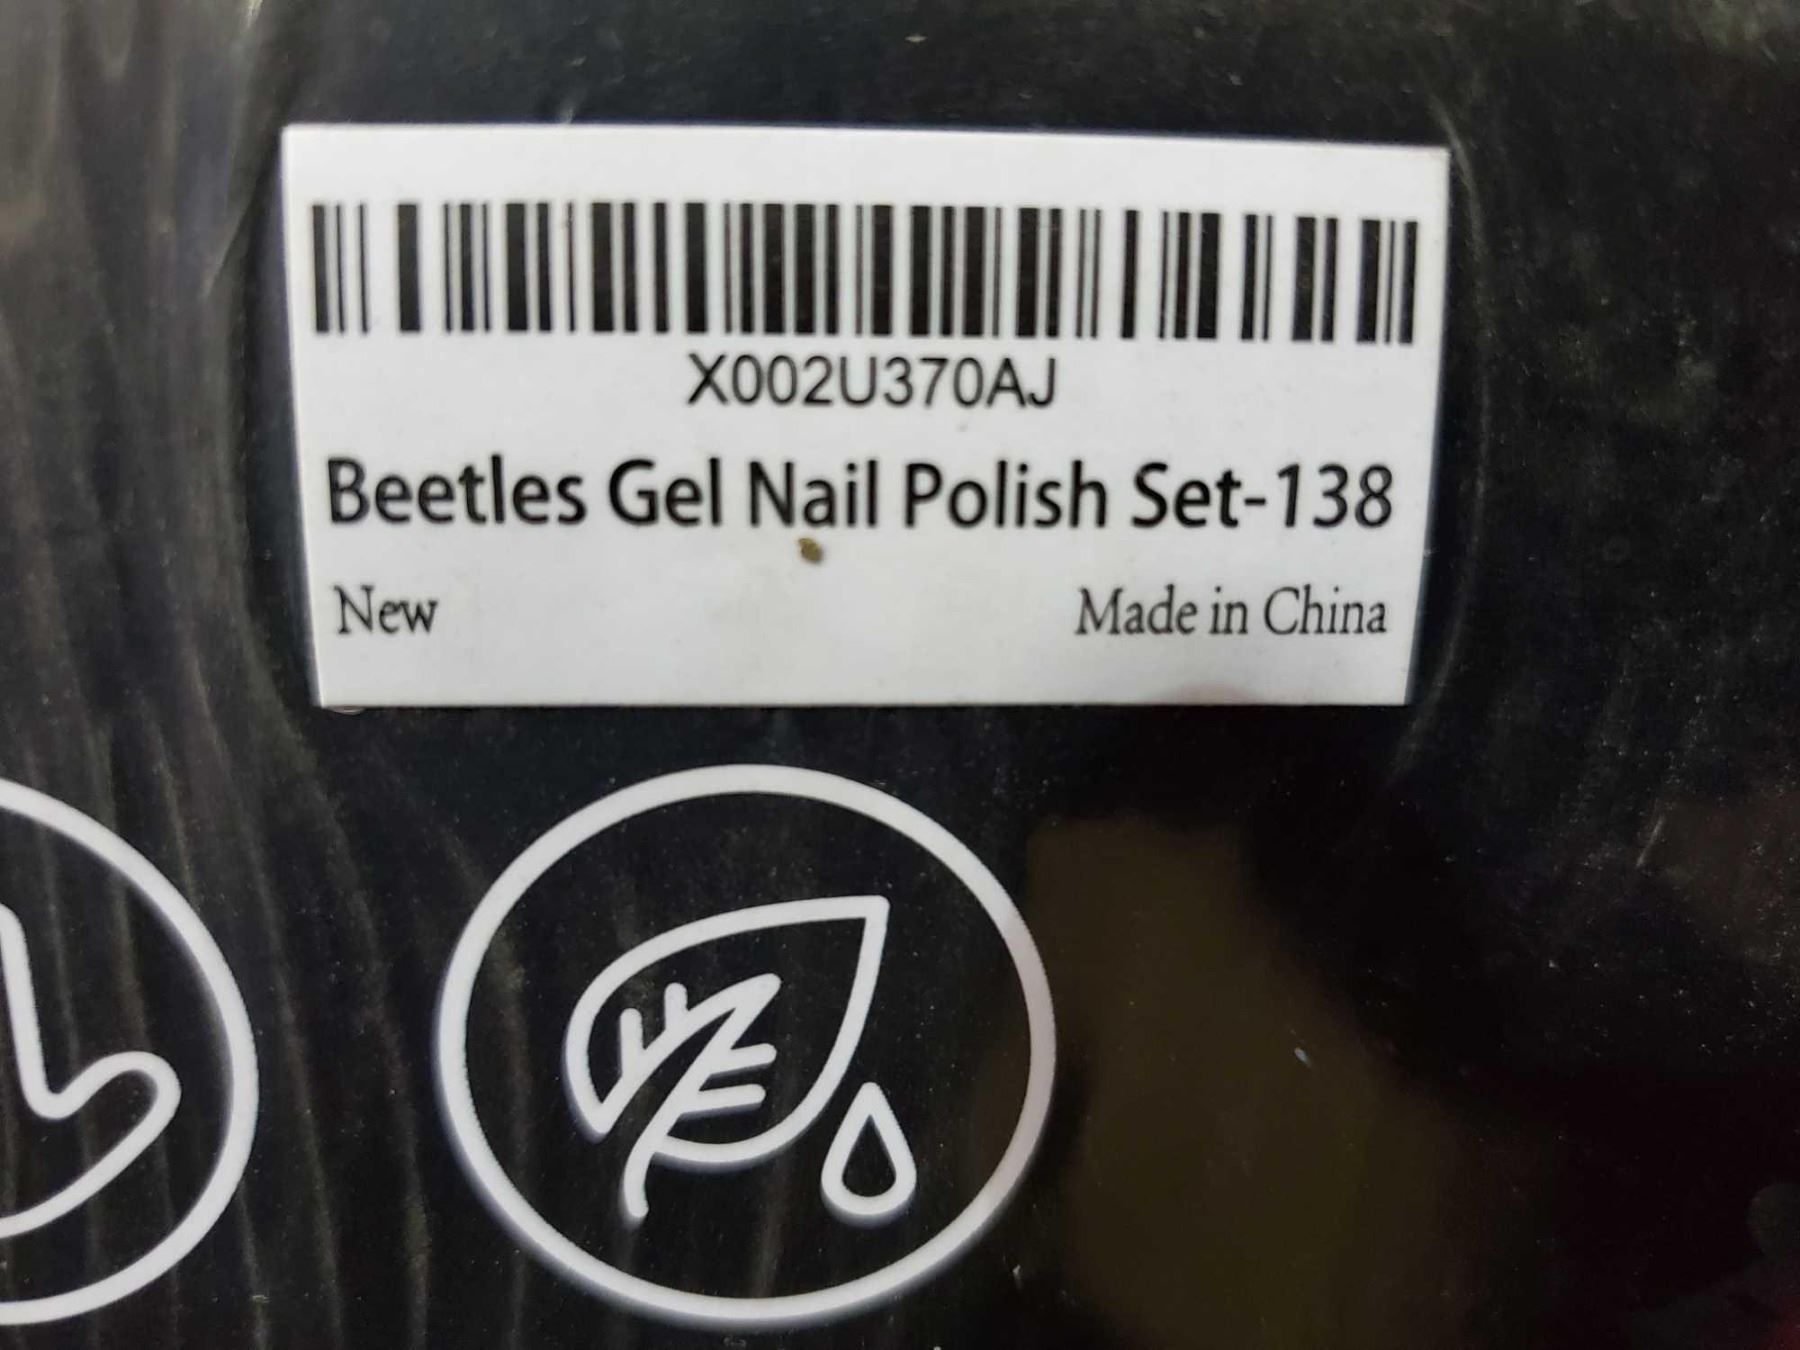 X002U370AJ
Beetles Gel Nail Polish Set-138
New
Made in China